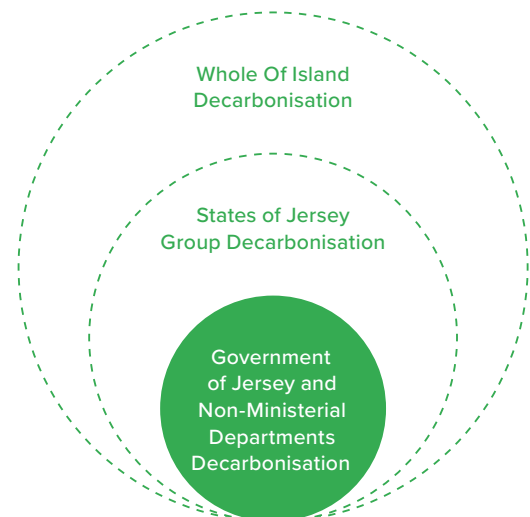 Whole Of Island
Decarbonisation
States of Jersey
Group Decarbonisation
Government
of Jersey and
Non-Ministerial
Departments
Decarbonisation